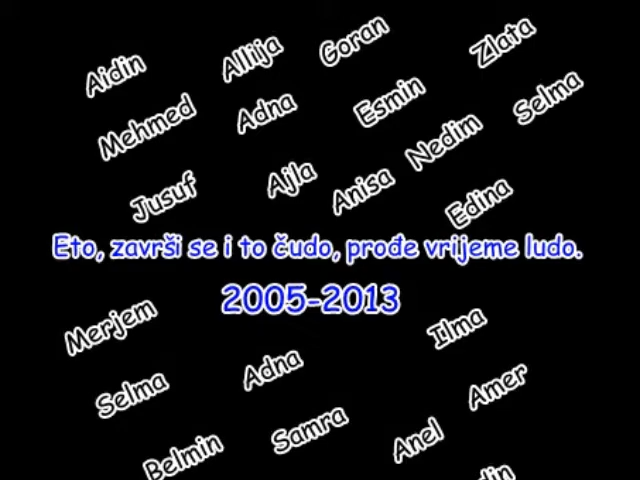 Aidin
Allija
Goran
Zlata
Mehmed
Adna
Esmin
Selma
Nedim
Jusuf
Ajla
Anisa
Edina
Eto, završi se i to čudo, prođe vrijeme ludo.
2005-2013
Merjem
Ilma
Selma
Adna
Amer
Belmin
Samra
Anel